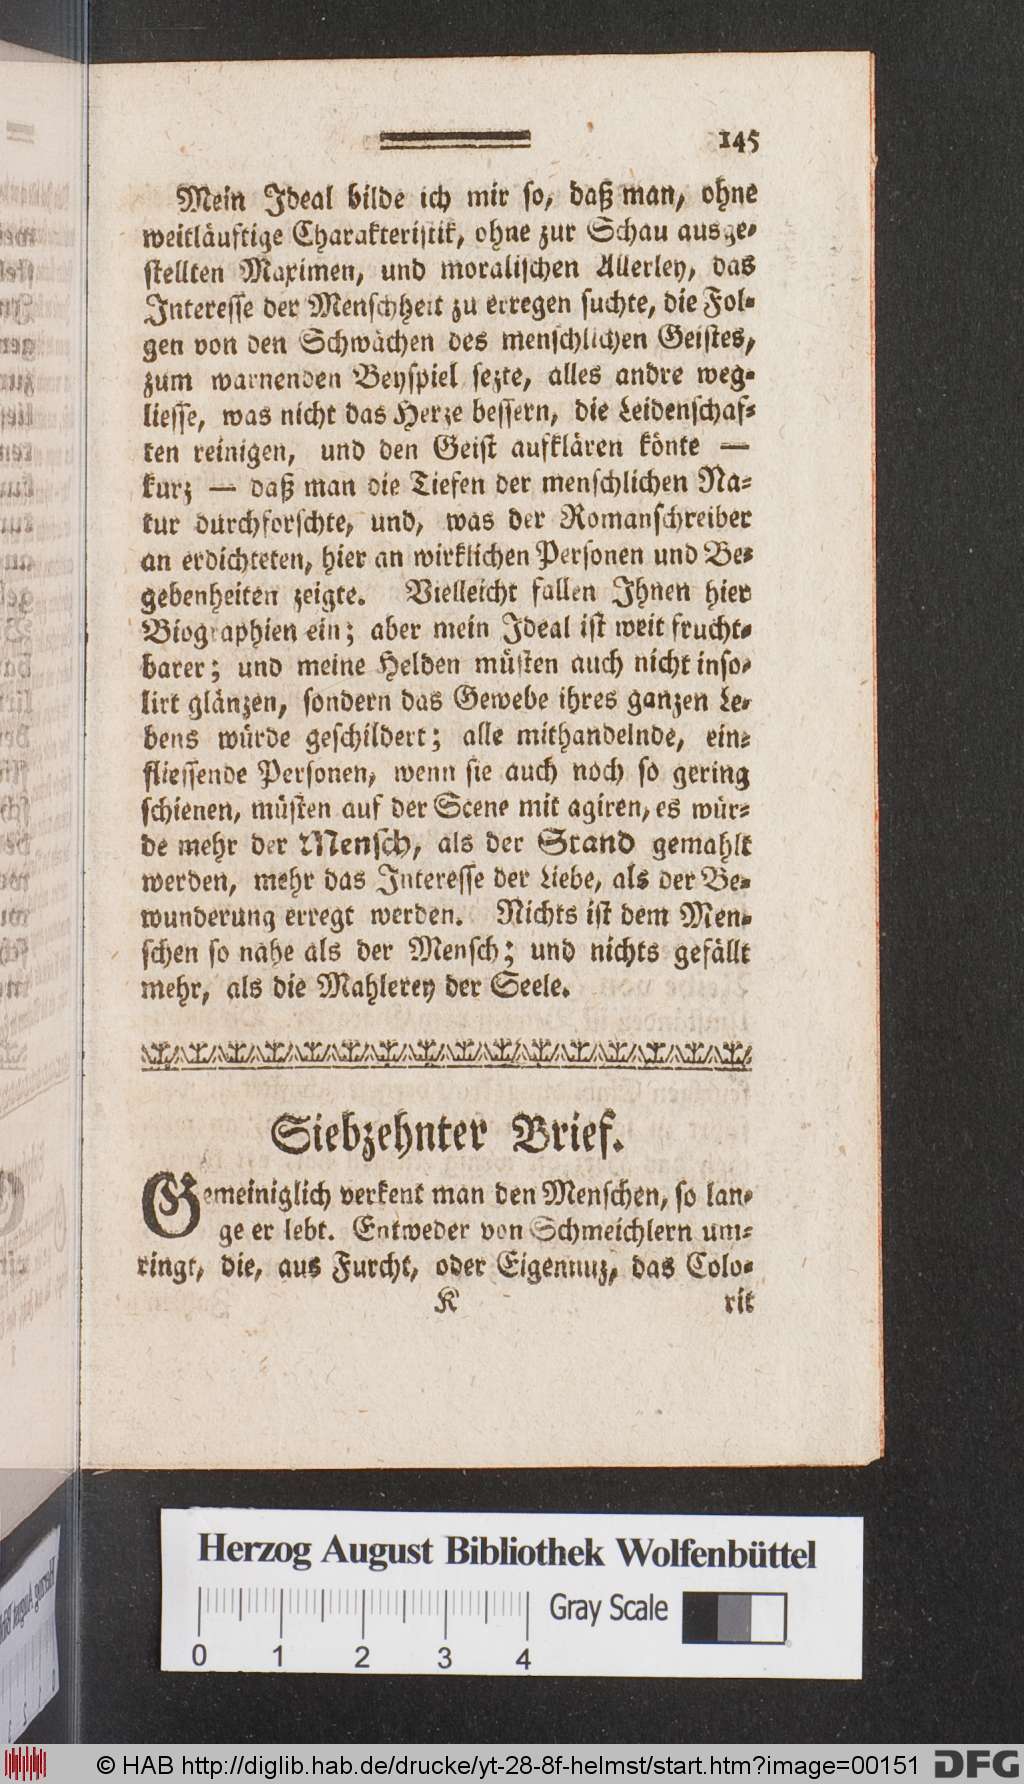 145
Mein Ideal bilde ich mir so, daß man, ohne
weitläuftige Charakteristik, ohne zur Schau ausge-
stellten Maximen, und moralischen Allerley, das
Interesse der Menschheit zu erregen suchte, die Fol-
gen von den Schwächen des menschlichen Geistes,
zum warnenden Beyspiel sezte, alles andre weg-
liesse, was nicht das Herze bessern, die Leidenschaf-
ten reinigen, und den Geist aufklären könte —
kurz — daß man die Tiefen der menschlichen Na-
tur durchforschte, und, was der Romanschreiber
an erdichteten, hier an wirklichen Personen und Be-
gebenheiten zeigte. Vielleicht fallen Ihnen hier
Biographien ein; aber mein Ideal ist weit frucht-
barer; und meine Helden müsten auch nicht inso-
lirt glänzen, sondern das Gewebe ihres ganzen Le-
bens würde geschildert; alle mithandelnde, ein-
fliessende Personen, wenn sie auch noch so gering
schienen, müsten auf der Scene mit agiren, es wür-
de mehr der Mensch, als der Stand gemahlt
werden, mehr das Interesse der Liebe, als der Be-
wunderung erregt werden. Nichts ist dem Men-
schen so nahe als der Mensch; und nichts gefällt
mehr, als die Mahlerey der Seele.
Siebzehnter Brief.
Gemeiniglich verkent man den Menschen, so lan-
ge er lebt. Entweder von Schmeichlern um-
ringt, die, aus Furcht, oder Eigennuz, das Colo-
K rit
Herzog August Bibliothek Wolfenbüttel
Gray Scale
0 1 2 3 4
© HAB http://diglib.hab.de/drucke/yt-28-8f-helmst/start.htm?image=00151 DFG